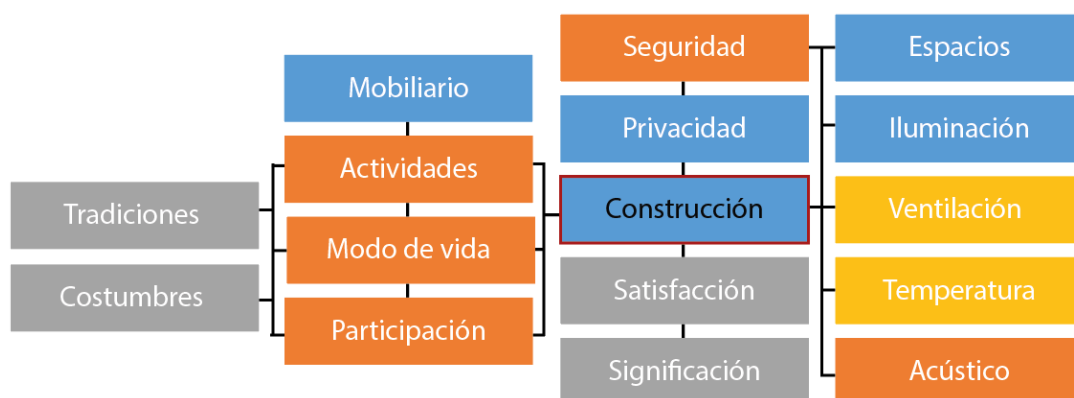 Tradiciones
Costumbres
Mobiliario
Actividades
Modo de vida
Participación
Seguridad
Privacidad
Construcción
Satisfacción
Significación
Espacios
Iluminación
Ventilación
Temperatura
Acústico